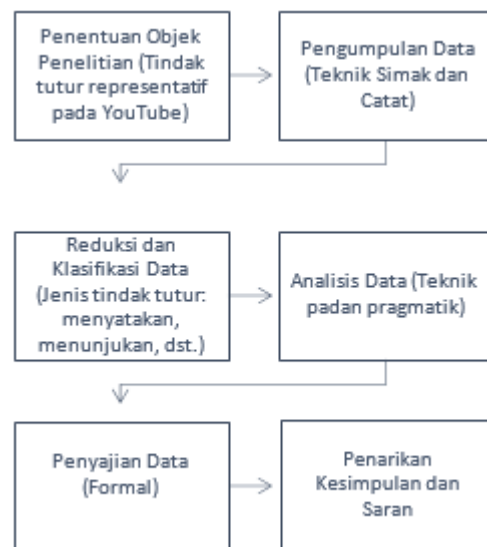 Penentuan Objek
Penelitian (Tindak
tutur representatif
pada YouTube)
Pengumpulan Data
(Teknik Simak dan
Catat)
Reduksi dan
Klasifikasi Data
(Jenis tindak tutur:
menyatakan,
menunjukan, dst.)
Analisis Data (Teknik
padan pragmatik)
Penyajian Data
(Formal)
Penarikan
Kesimpulan dan
Saran